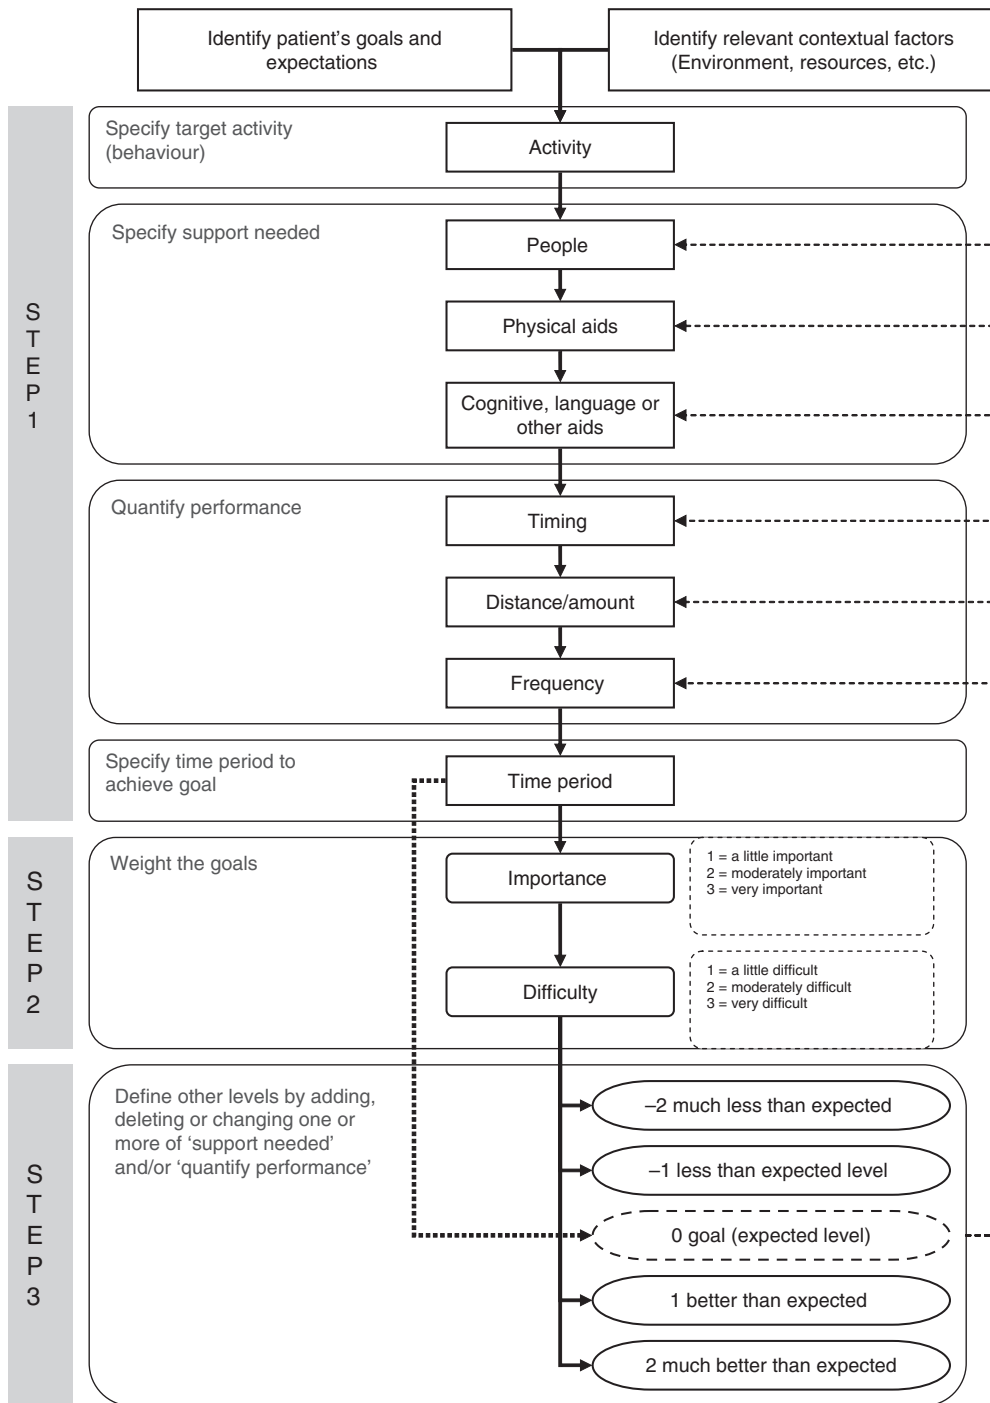 Identify patient's goals and
expectations
Identify relevant contextual factors
(Environment, resources, etc.)
STEP 1
Specify target activity
(behaviour)
Activity
Specify support needed
People
Physical aids
Cognitive, language or
other aids
Quantify performance
Timing
Distance/amount
Frequency
Specify time period to
achieve goal
Time period
STEP 2
Weight the goals
Importance
1 = a little important
2 = moderately important
3 = very important
Difficulty
1 = a little difficult
2 = moderately difficult
3 = very difficult
STEP 3
Define other levels by adding,
deleting or changing one or
more of ‘support needed’
and/or ‘quantify performance’
–2 much less than expected
–1 less than expected level
0 goal (expected level)
1 better than expected
2 much better than expected